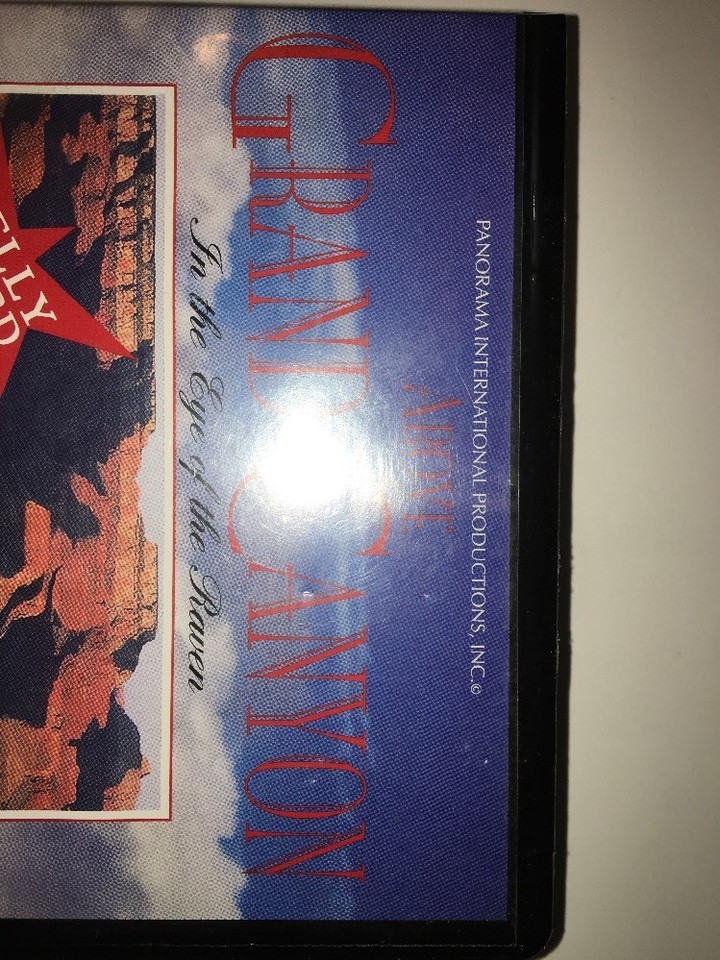 PANORAMA INTERNATIONAL PRODUCTIONS, INC.©
ABOVE
GRAND CANYON
In the Eye of the Raven